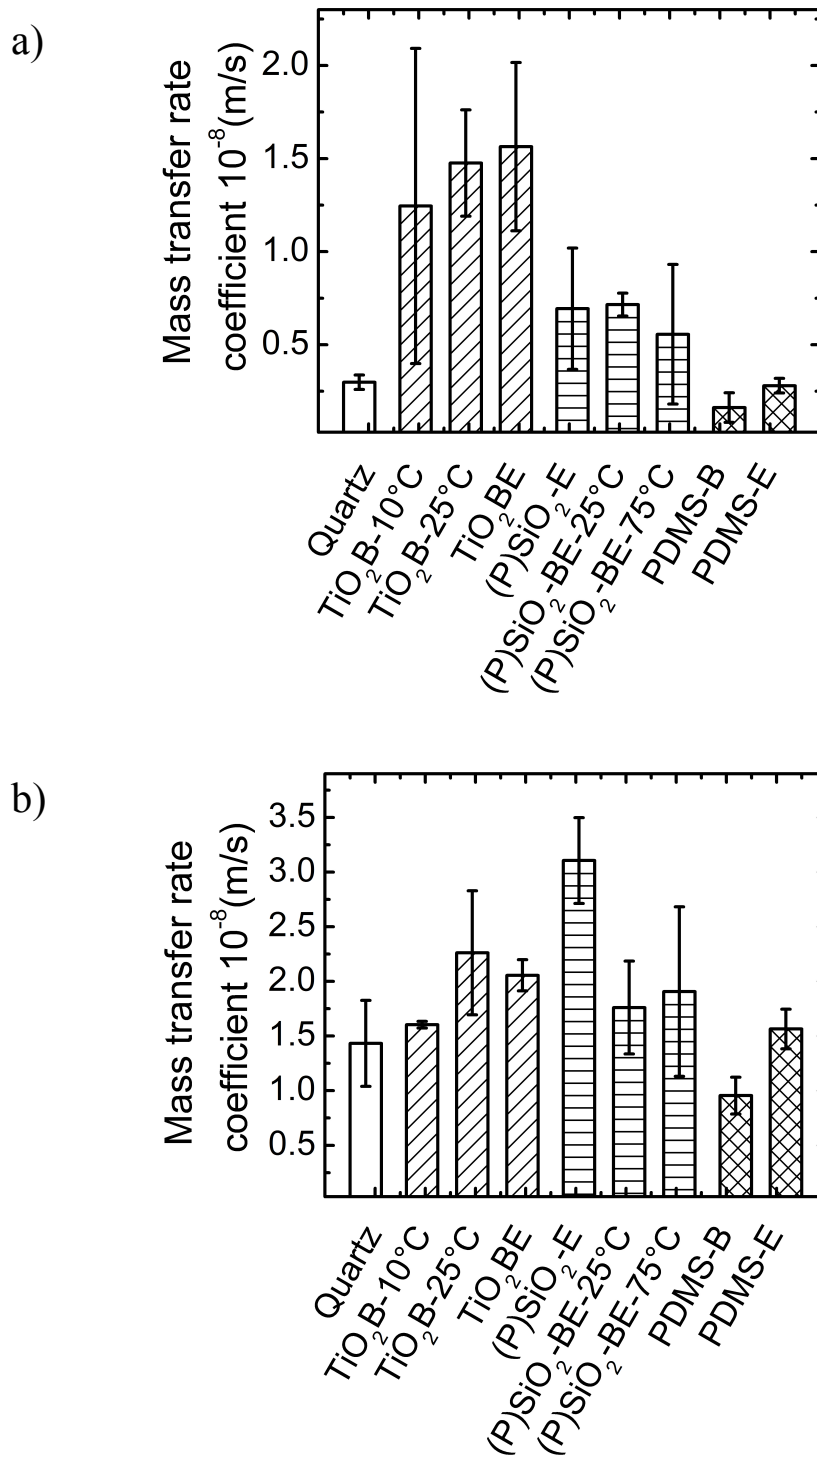 a)
Mass transfer rate
coefficient 10⁻⁸(m/s)
2.0
1.5
1.0
0.5
Quartz
TiO₂B-10°C
TiO₂B-25°C
TiO₂BE
(P)SiO₂-E
(P)SiO₂-BE-25°C
(P)SiO₂-BE-75°C
PDMS-B
PDMS-E
b)
Mass transfer rate
coefficient 10⁻⁸(m/s)
3.5
3.0
2.5
2.0
1.5
1.0
0.5
Quartz
TiO₂B-10°C
TiO₂B-25°C
TiO₂BE
(P)SiO₂-E
(P)SiO₂-BE-25°C
(P)SiO₂-BE-75°C
PDMS-B
PDMS-E